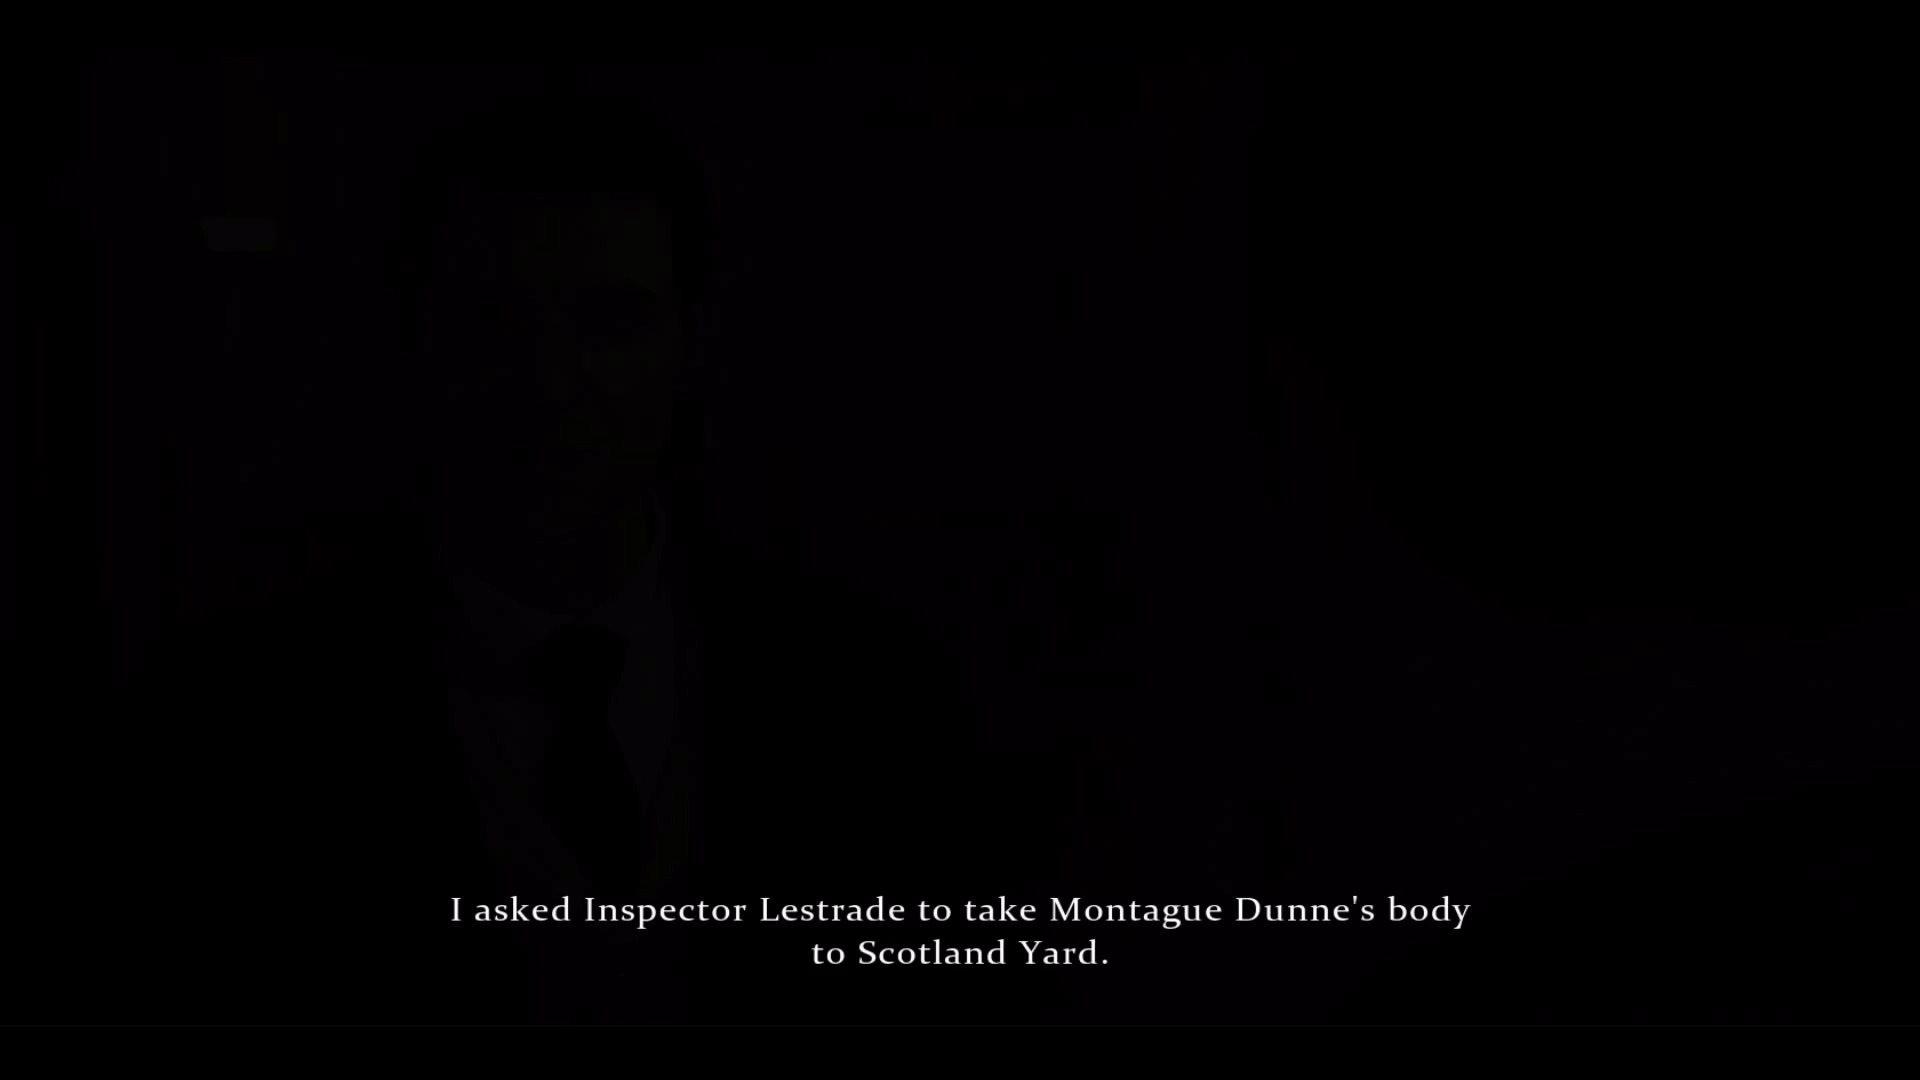 I asked Inspector Lestrade to take Montague Dunne's body
to Scotland Yard.